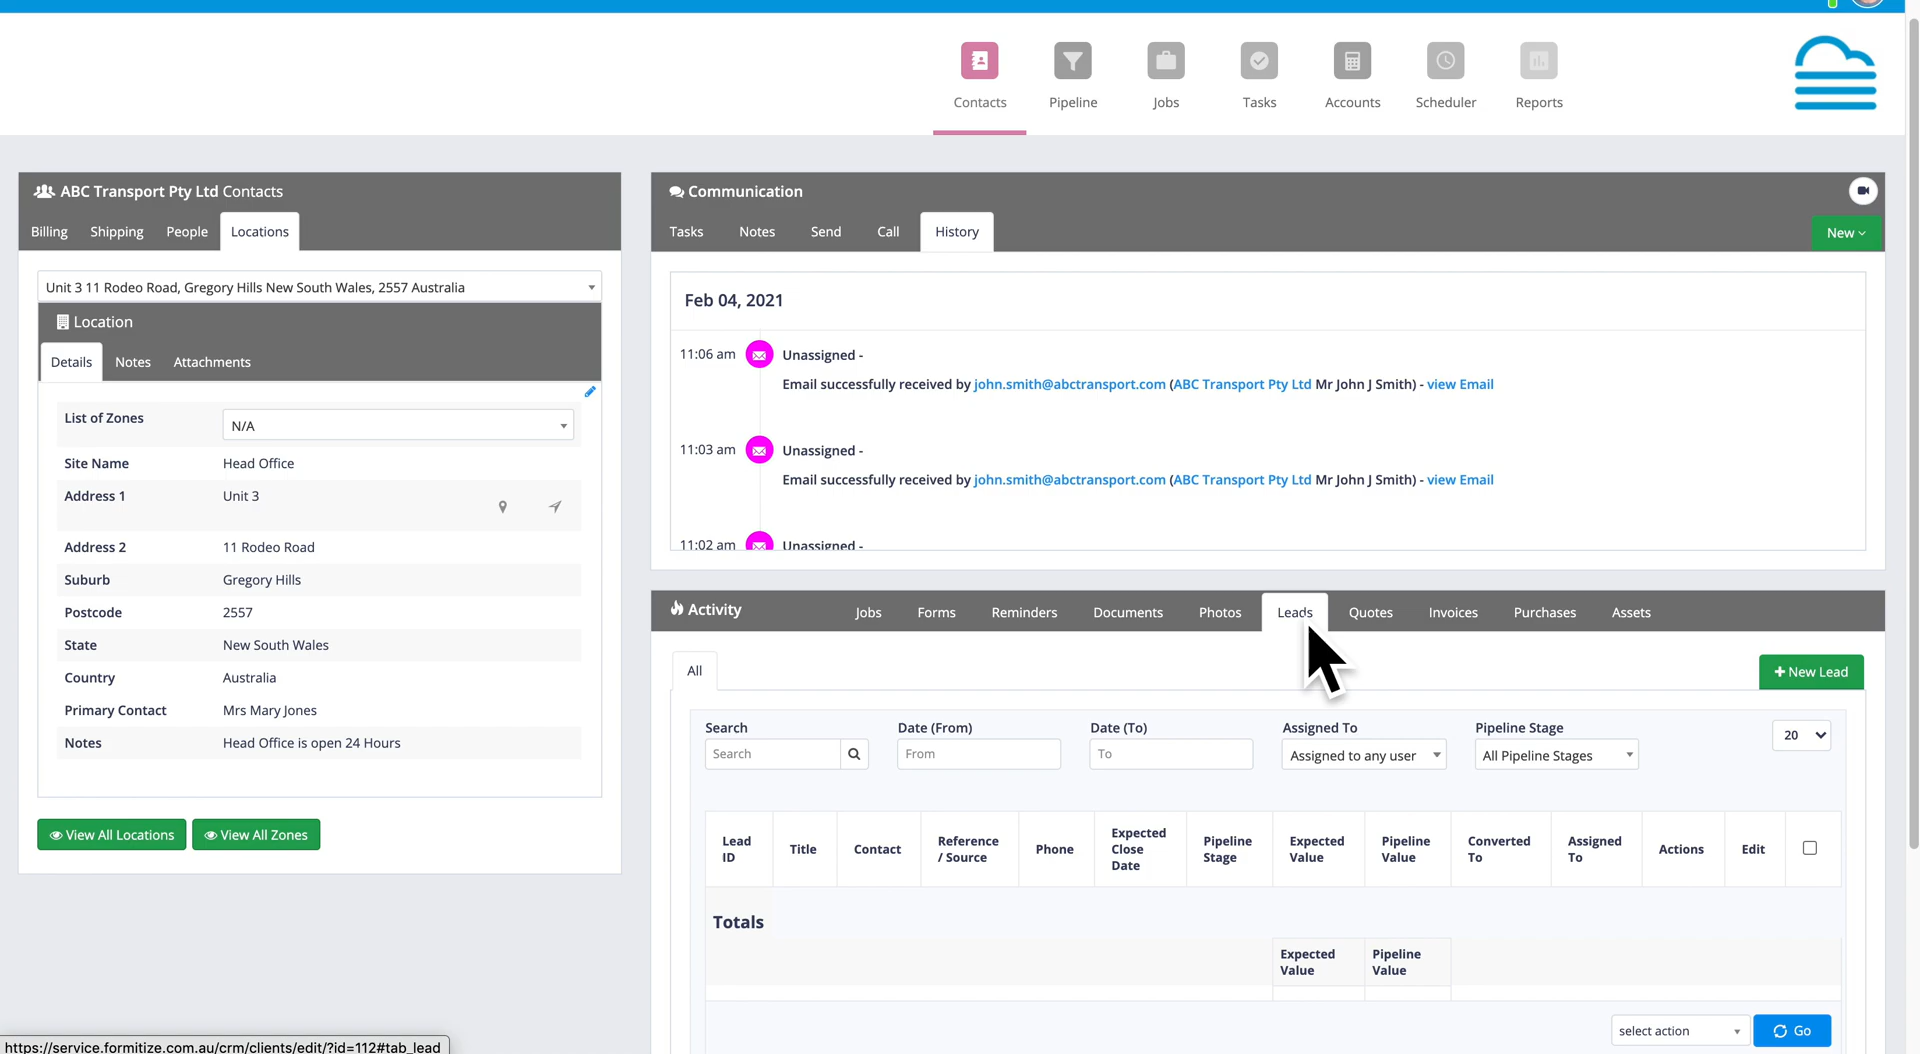 Contacts
Pipeline
Jobs
Tasks
Accounts
Scheduler
Reports
ABC Transport Pty Ltd Contacts
Billing
Shipping
People
Locations
Unit 3 11 Rodeo Road, Gregory Hills New South Wales, 2557 Australia
Location
Details
Notes
Attachments
List of Zones
N/A
Site Name
Head Office
Address 1
Unit 3
Address 2
11 Rodeo Road
Suburb
Gregory Hills
Postcode
2557
State
New South Wales
Country
Australia
Primary Contact
Mrs Mary Jones
Notes
Head Office is open 24 Hours
View All Locations
View All Zones
Communication
Tasks
Notes
Send
Call
History
New
Feb 04, 2021
11:06 am
Unassigned -
Email successfully received by john.smith@abctransport.com (ABC Transport Pty Ltd Mr John J Smith) - view Email
11:03 am
Unassigned -
Email successfully received by john.smith@abctransport.com (ABC Transport Pty Ltd Mr John J Smith) - view Email
11:02 am
Unassigned -
Activity
Jobs
Forms
Reminders
Documents
Photos
Leads
Quotes
Invoices
Purchases
Assets
All
+ New Lead
Search
Search
Date (From)
From
Date (To)
To
Assigned To
Assigned to any user
Pipeline Stage
All Pipeline Stages
20
Lead ID
Title
Contact
Reference / Source
Phone
Expected Close Date
Pipeline Stage
Expected Value
Pipeline Value
Converted To
Assigned To
Actions
Edit
Totals
Expected Value
Pipeline Value
select action
Go
https://service.formitize.com.au/crm/clients/edit/?id=112#tab_lead